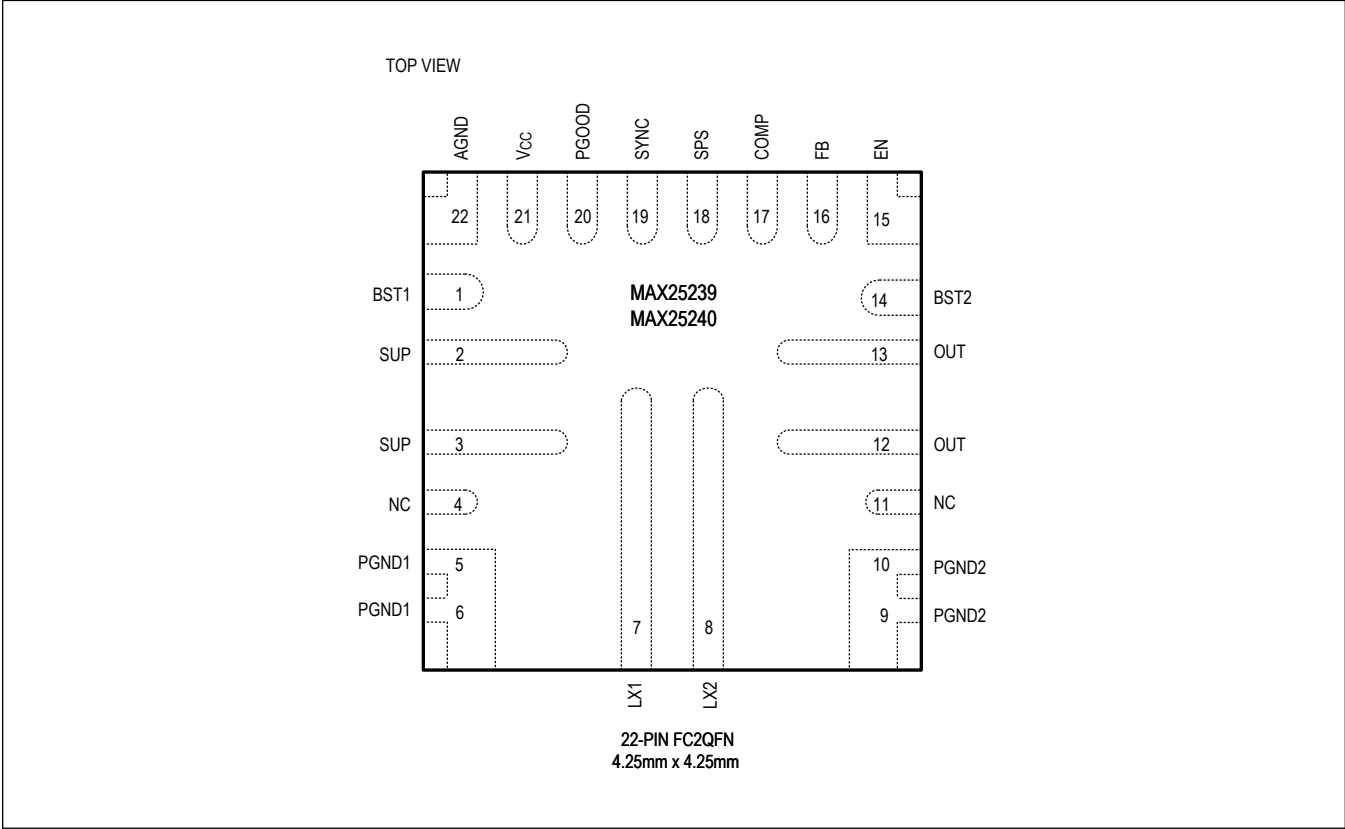 TOP VIEW
AGND
VCC
PGOOD
SYNC
SPS
COMP
FB
EN
22
21
20
19
18
17
16
15
BST1
1
MAX25239
MAX25240
14
BST2
SUP
2
13
OUT
SUP
3
12
OUT
NC
4
11
NC
PGND1
5
10
PGND2
PGND1
6
9
PGND2
7
8
LX1
LX2
22-PIN FC2QFN
4.25mm x 4.25mm